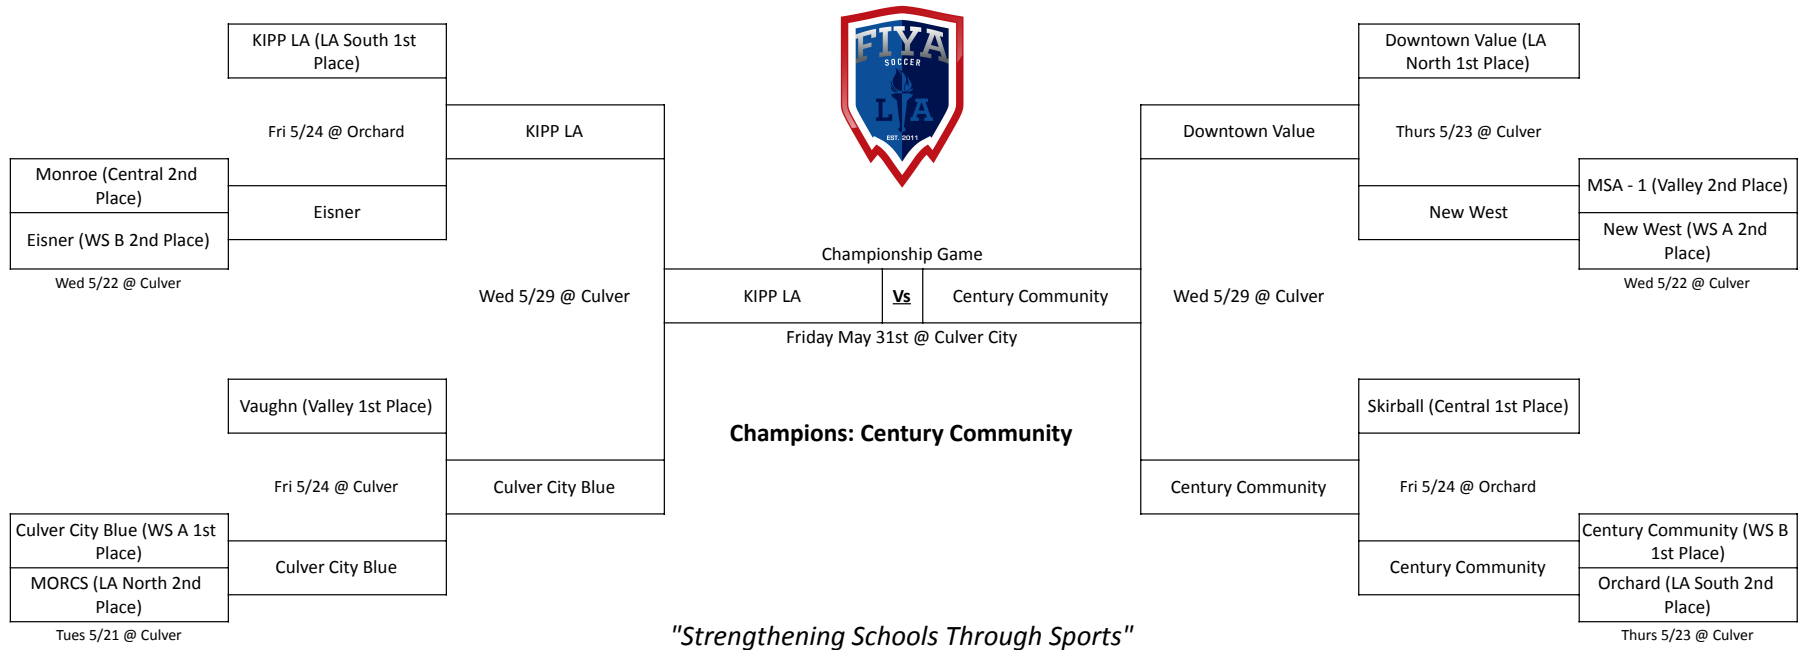 KIPP LA (LA South 1st
Place)
Fri 5/24 @ Orchard
KIPP LA
Monroe (Central 2nd
Place)
Eisner
Eisner (WS B 2nd Place)
Wed 5/22 @ Culver
Wed 5/29 @ Culver
Vaughn (Valley 1st Place)
Fri 5/24 @ Culver
Culver City Blue
Culver City Blue (WS A 1st
Place)
Culver City Blue
MORCS (LA North 2nd
Place)
Tues 5/21 @ Culver
FIYA
SOCCER
LA
EST. 2011
Championship Game
KIPP LA
Vs
Century Community
Friday May 31st @ Culver City
Champions: Century Community
"Strengthening Schools Through Sports"
Downtown Value (LA
North 1st Place)
Downtown Value
Thurs 5/23 @ Culver
MSA - 1 (Valley 2nd Place)
New West
New West (WS A 2nd
Place)
Wed 5/22 @ Culver
Wed 5/29 @ Culver
Skirball (Central 1st Place)
Century Community
Fri 5/24 @ Orchard
Century Community (WS B
1st Place)
Century Community
Orchard (LA South 2nd
Place)
Thurs 5/23 @ Culver